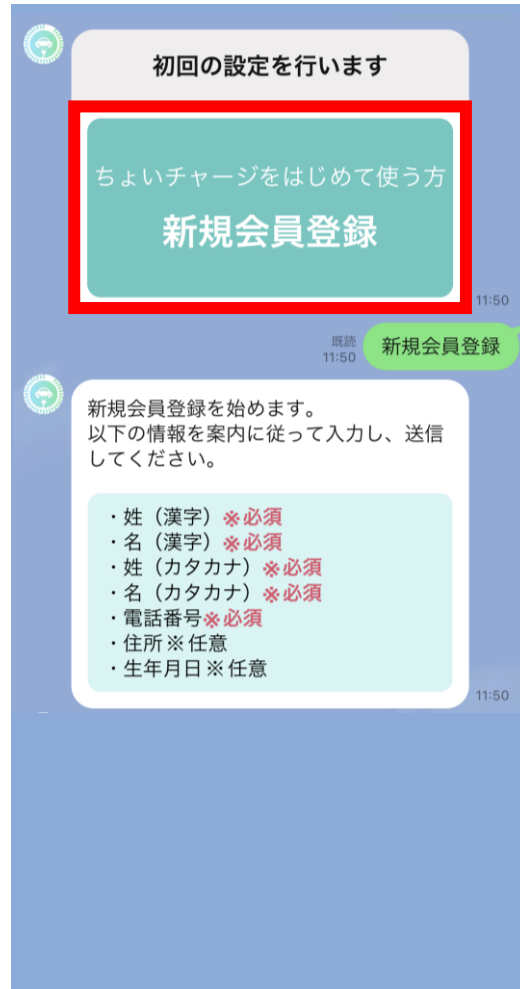 初回の設定を行います
ちょいチャージをはじめて使う方
新規会員登録
11:50
既読
11:50
新規会員登録
新規会員登録を始めます。
以下の情報を案内に従って入力し、送信
してください。
・姓（漢字）※必須
・名（漢字）※必須
・姓（カタカナ）※必須
・名（カタカナ）※必須
・電話番号※必須
・住所※任意
・生年月日※任意
11:50